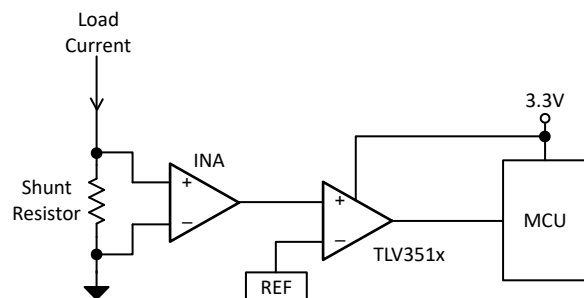 Load
Current
3.3V
INA
Shunt
Resistor
+
−
+
−
MCU
TLV351x
REF